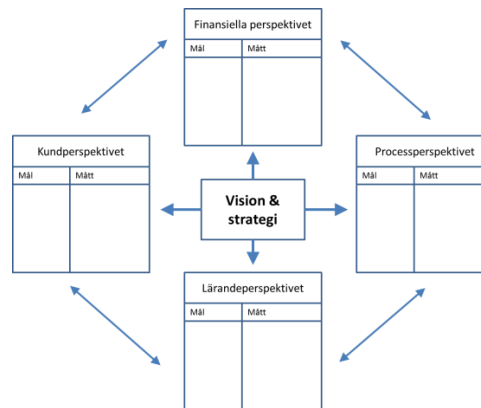 Finansiella perspektivet
Mål Mått
Kundperspektivet
Mål Mått
Vision &
strategi
Processperspektivet
Mål Mått
Lärandeperspektivet
Mål Mått